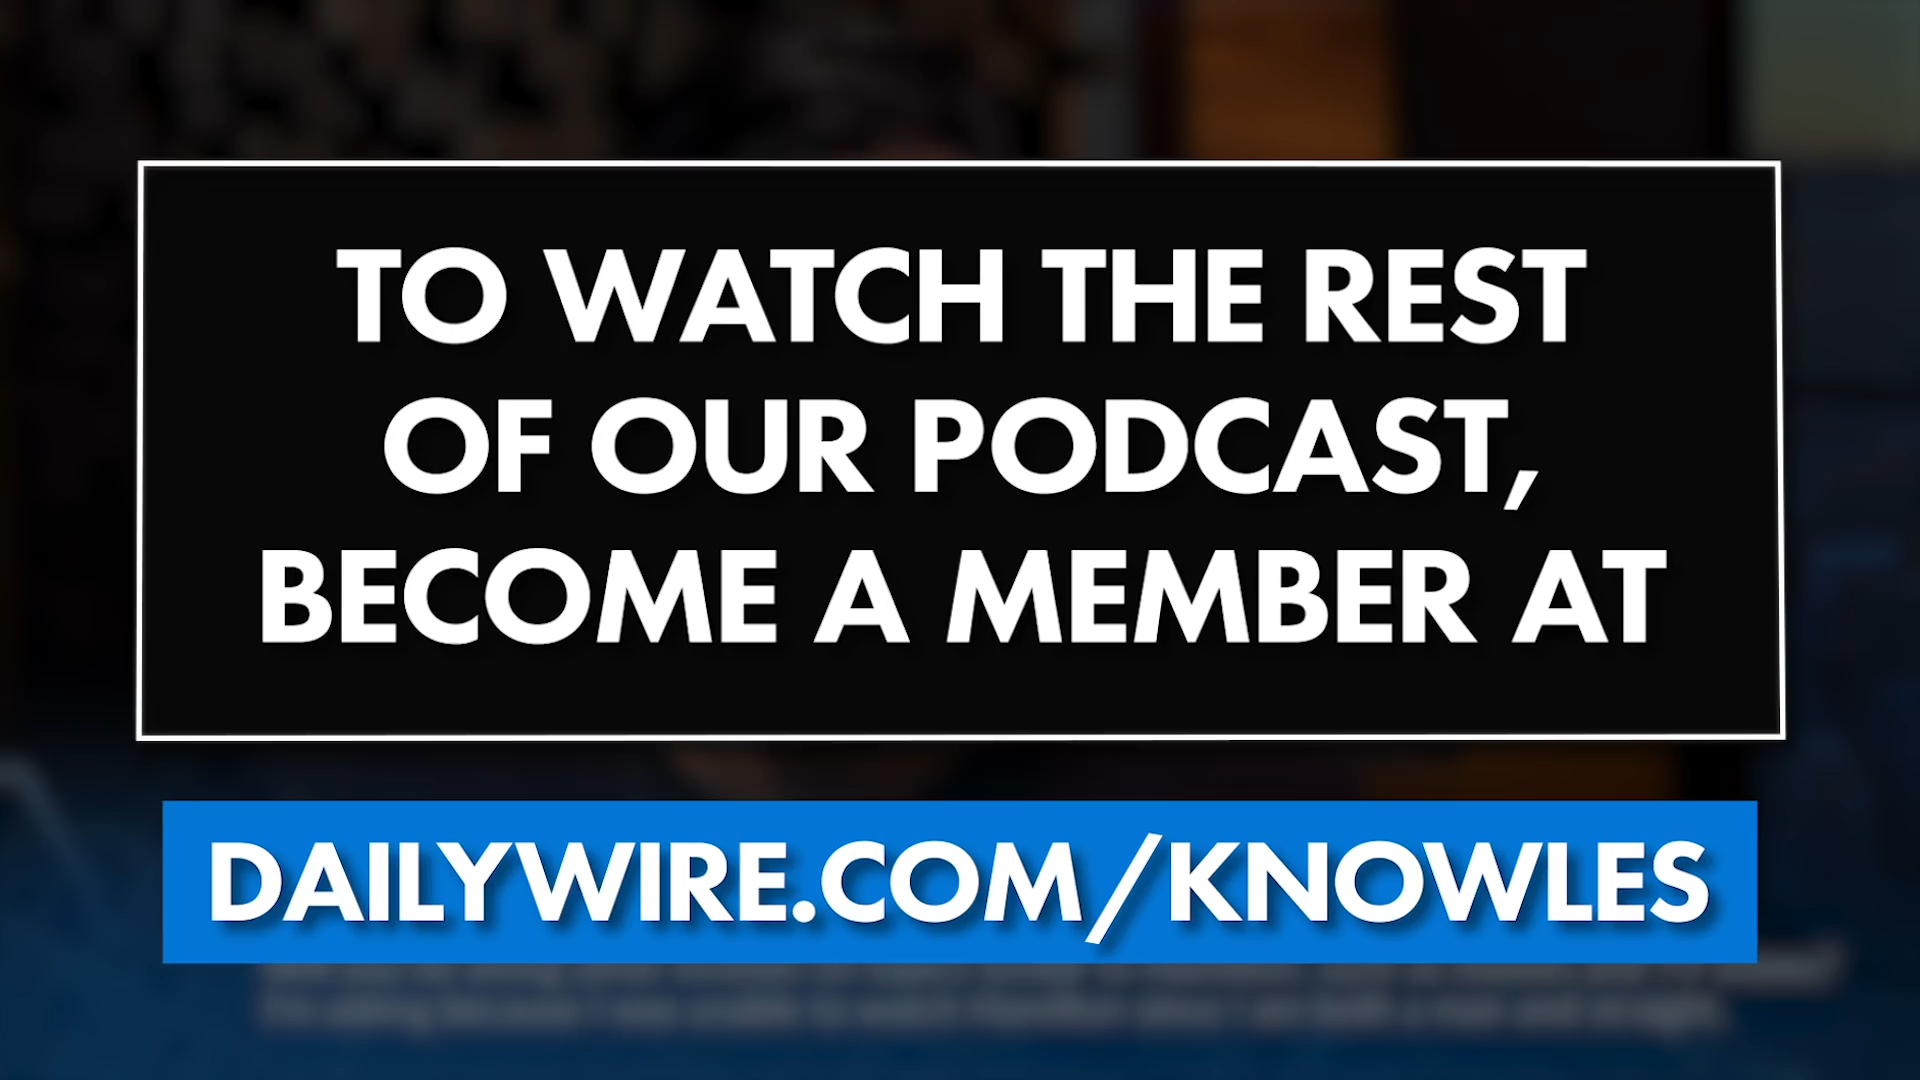 TO WATCH THE REST
OF OUR PODCAST,
BECOME A MEMBER AT
DAILYWIRE.COM/KNOWLES